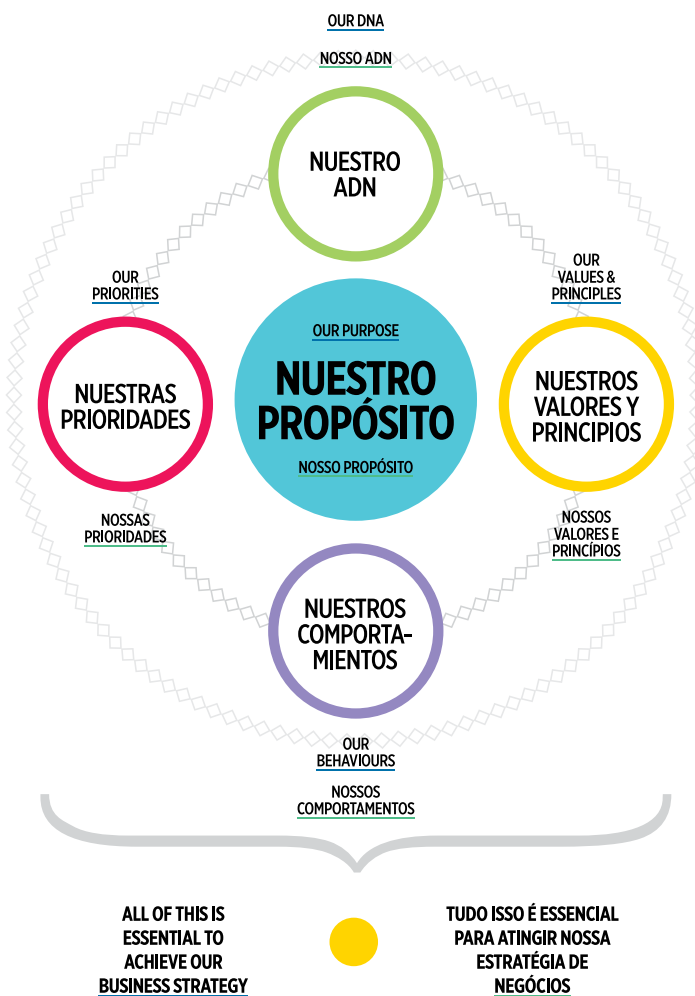 OUR DNA
NOSSO ADN
NUESTRO
ADN
OUR
PRIORITIES
NUESTRAS
PRIORIDADES
NOSSAS
PRIORIDADES
OUR PURPOSE
NUESTRO
PROPÓSITO
NOSSO PROPÓSITO
OUR
VALUES &
PRINCIPLES
NUESTROS
VALORES Y
PRINCIPIOS
NOSSOS
VALORES E
PRINCÍPIOS
NUESTROS
COMPORTA-
MIENTOS
OUR
BEHAVIOURS
NOSSOS
COMPORTAMENTOS
ALL OF THIS IS
ESSENTIAL TO
ACHIEVE OUR
BUSINESS STRATEGY
TUDO ISSO É ESSENCIAL
PARA ATINGIR NOSSA
ESTRATÉGIA DE
NEGÓCIOS